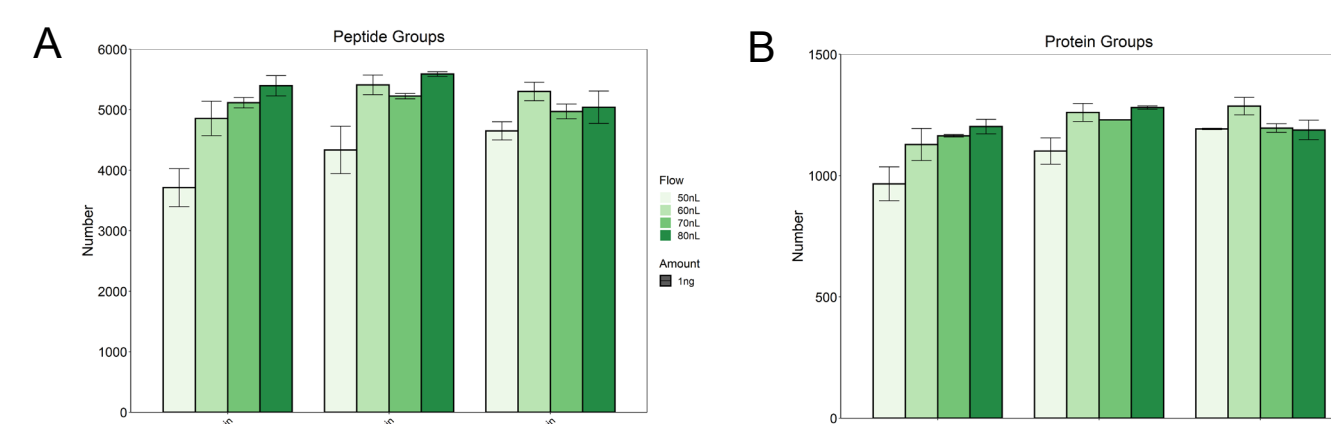 A
Peptide Groups
6000
5000
4000
3000
2000
1000
0
Number
Flow
50nL
60nL
70nL
80nL
Amount
1ng
B
Protein Groups
1500
1000
500
0
Number